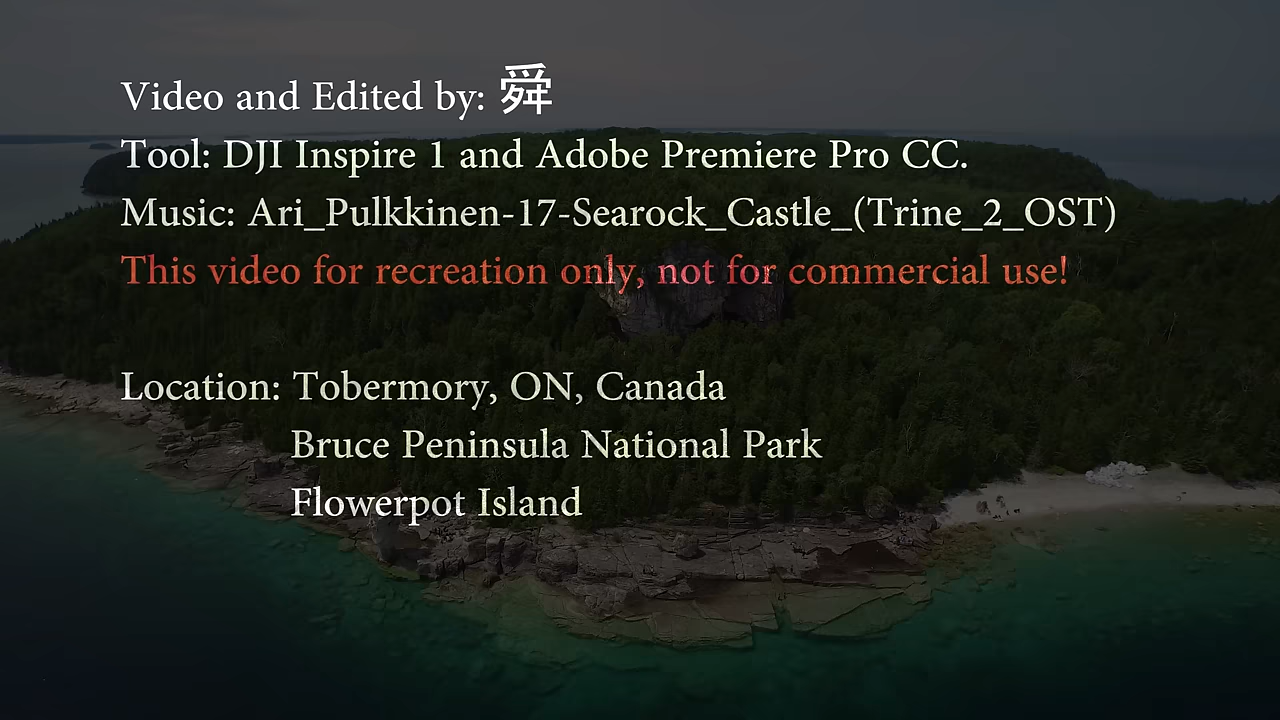 Video and Edited by: 舜
Tool: DJI Inspire 1 and Adobe Premiere Pro CC.
Music: Ari_Pulkkinen-17-Searock_Castle_(Trine_2_OST)
This video for recreation only, not for commercial use!
Location: Tobermory, ON, Canada
Bruce Peninsula National Park
Flowerpot Island